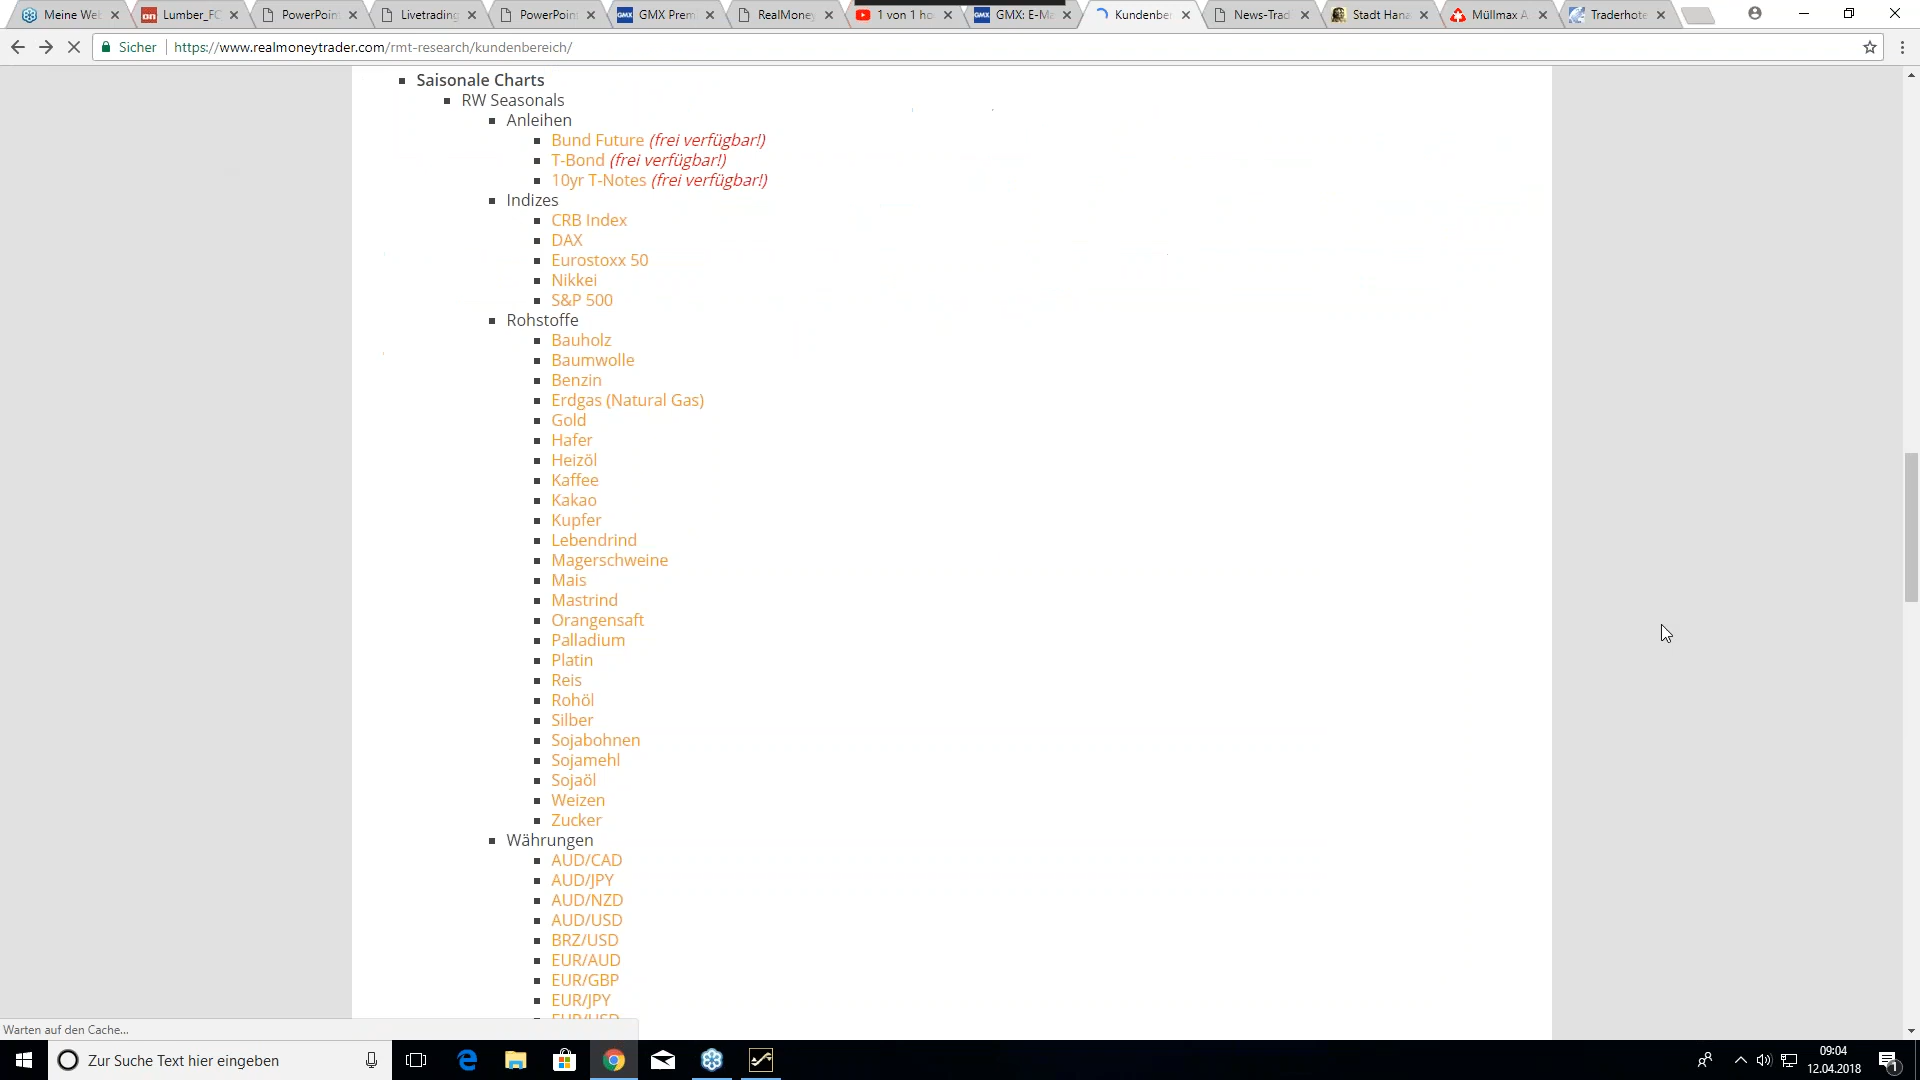 Meine We
Lumber_FC
PowerPoin
Livetrading
PowerPoin
GMX Prem
RealMoney
1 von 1 ho
GMX: E-Ma
Kundenber
News-Trad
Stadt Hana
Müllmax A
Traderhote
Sicher
https://www.realmoneytrader.com/rmt-research/kundenbereich/
Saisonale Charts
RW Seasonals
Anleihen
Bund Future (frei verfügbar!)
T-Bond (frei verfügbar!)
10yr T-Notes (frei verfügbar!)
Indizes
CRB Index
DAX
Eurostoxx 50
Nikkei
S&P 500
Rohstoffe
Bauholz
Baumwolle
Benzin
Erdgas (Natural Gas)
Gold
Hafer
Heizöl
Kaffee
Kakao
Kupfer
Lebendrind
Magerschweine
Mais
Mastrind
Orangensaft
Palladium
Platin
Reis
Rohöl
Silber
Sojabohnen
Sojamehl
Sojaöl
Weizen
Zucker
Währungen
AUD/CAD
AUD/JPY
AUD/NZD
AUD/USD
BRZ/USD
EUR/AUD
EUR/GBP
EUR/JPY
EUR/USD
Warten auf den Cache...
Zur Suche Text hier eingeben
09:04
12.04.2018
1